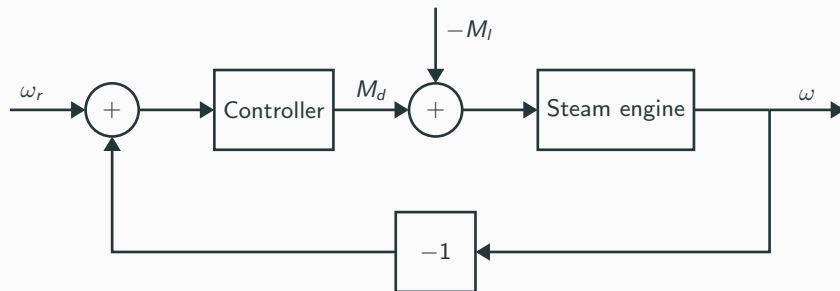 −M_l
ω_r
+
Controller
M_d
+
Steam engine
ω
−1